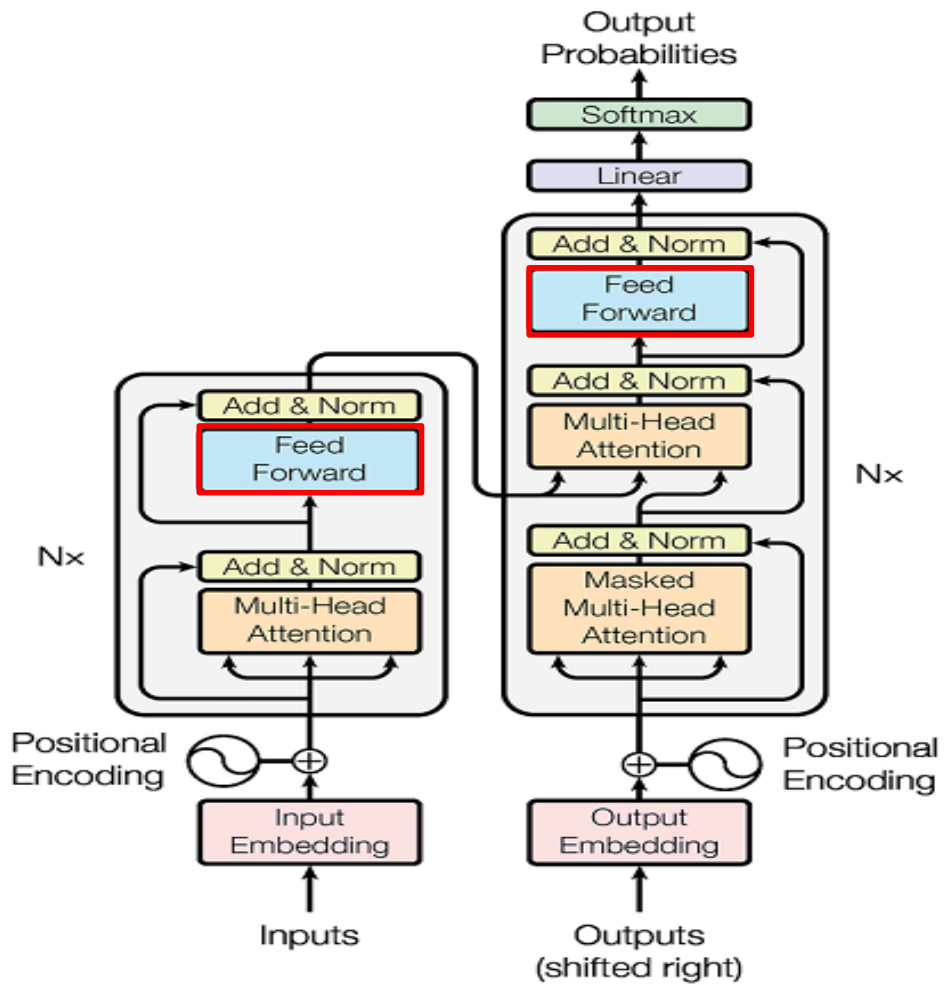 Output
Probabilities
Softmax
Linear
Add & Norm
Feed
Forward
Add & Norm
Multi-Head
Attention
Nx
Add & Norm
Masked
Multi-Head
Attention
Add & Norm
Feed
Forward
Nx
Add & Norm
Multi-Head
Attention
Positional
Encoding
Positional
Encoding
Input
Embedding
Output
Embedding
Inputs
Outputs
(shifted right)